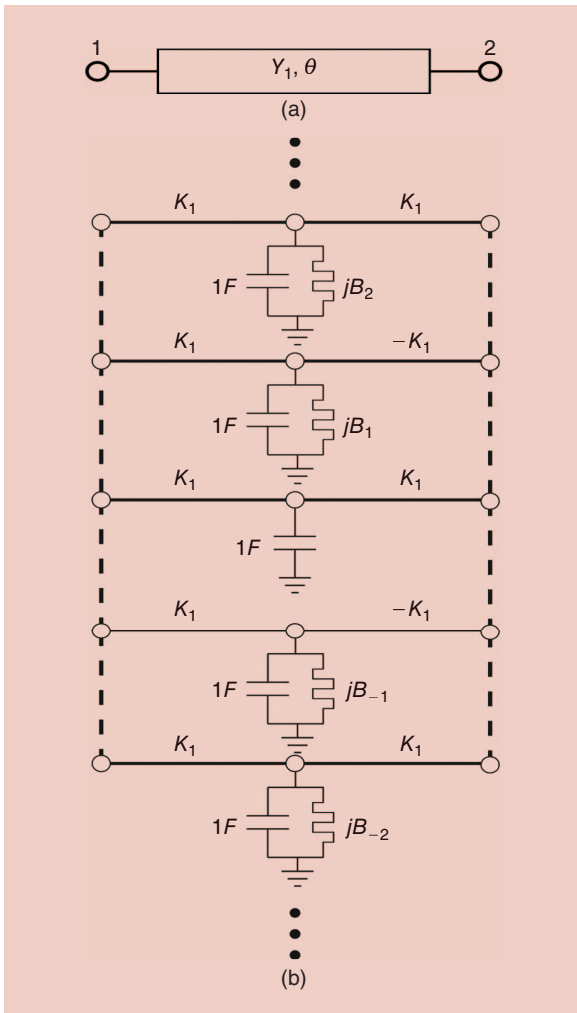 1 2
Y₁, θ
(a)
K₁ K₁
1F jB₂
K₁ −K₁
1F jB₁
K₁ K₁
1F
K₁ −K₁
1F jB₋₁
K₁ K₁
1F jB₋₂
(b)